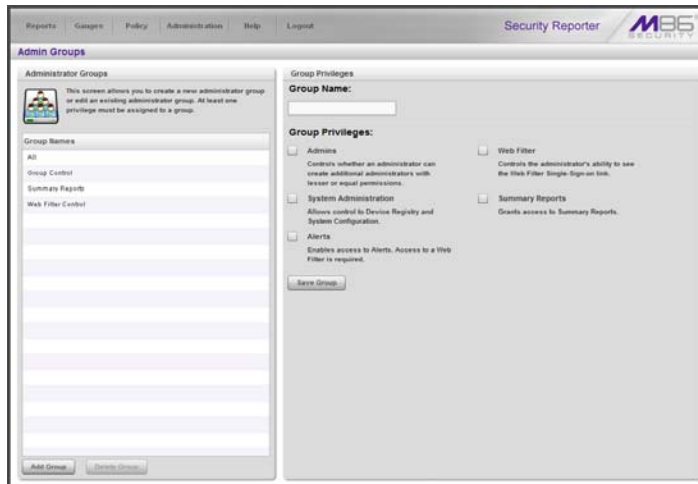 Reports Gauges Policy Administration Help Logout
Security Reporter
M86
SECURITY
Admin Groups
Administrator Groups
This screen allows you to create a new administrator group
or edit an existing administrator group. At least one
privilege must be assigned to a group.
Group Names
All
Group Control
Summary Reports
Web Filter Control
Add Group
Delete Group
Group Privileges
Group Name:
Group Privileges:
Admins
Controls whether an administrator can
create additional administrators with
lesser or equal permissions.
Web Filter
Controls the administrator's ability to see
the Web Filter Single-Sign-on link.
System Administration
Allows control to Device Registry and
System Configuration.
Summary Reports
Grants access to Summary Reports.
Alerts
Enables access to Alerts. Access to a Web
Filter is required.
Save Group